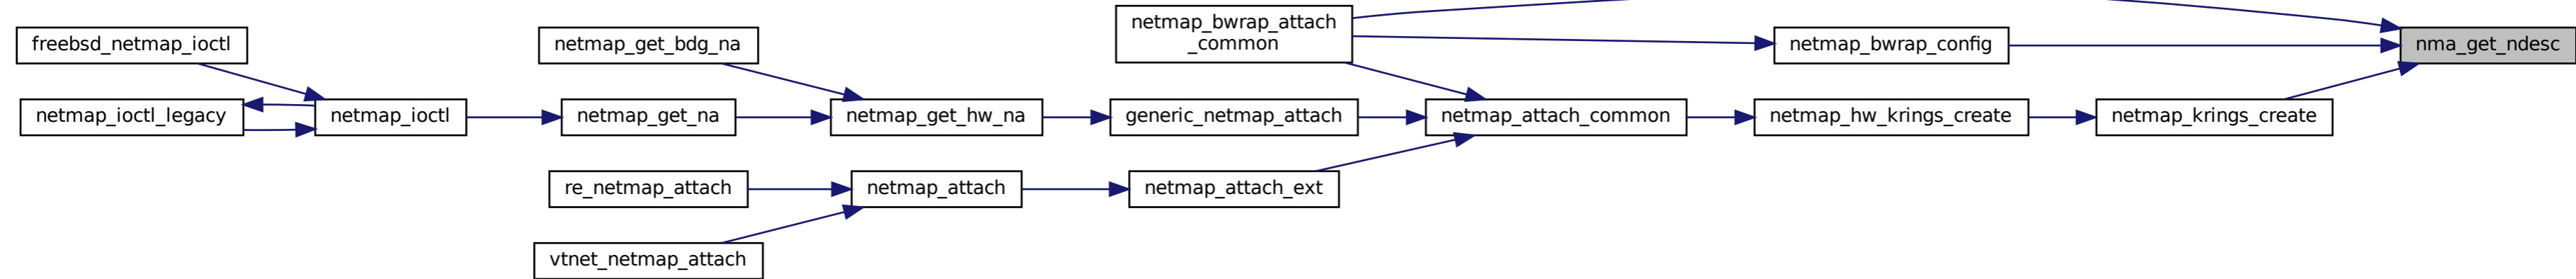 netmap_bwrap_attach
_common
freebsd_netmap_ioctl
netmap_get_bdg_na
netmap_bwrap_config
nma_get_ndesc
netmap_ioctl_legacy
netmap_ioctl
netmap_get_na
netmap_get_hw_na
generic_netmap_attach
netmap_attach_common
netmap_hw_krings_create
netmap_krings_create
re_netmap_attach
netmap_attach
netmap_attach_ext
vtnet_netmap_attach